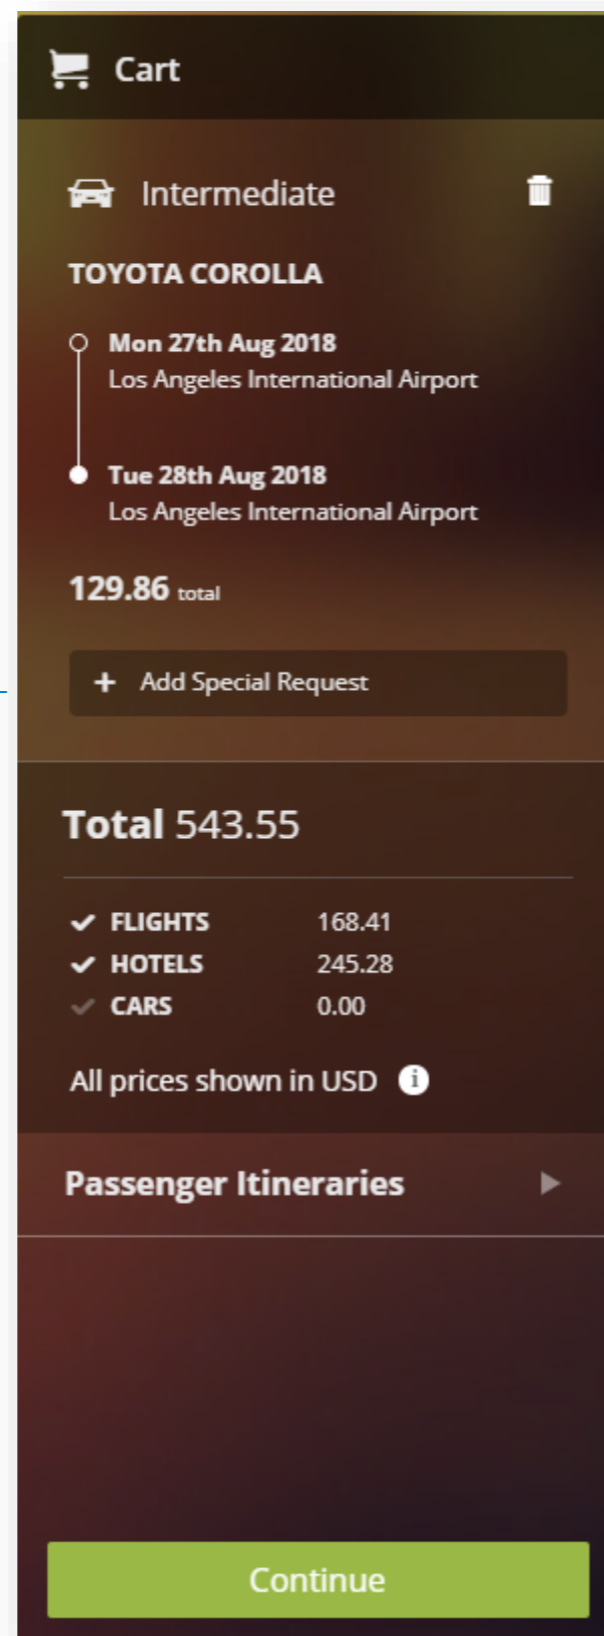 Cart
Intermediate
TOYOTA COROLLA
Mon 27th Aug 2018
Los Angeles International Airport
Tue 28th Aug 2018
Los Angeles International Airport
129.86 total
+ Add Special Request
Total 543.55
FLIGHTS 168.41
HOTELS 245.28
CARS 0.00
All prices shown in USD i
Passenger Itineraries
Continue